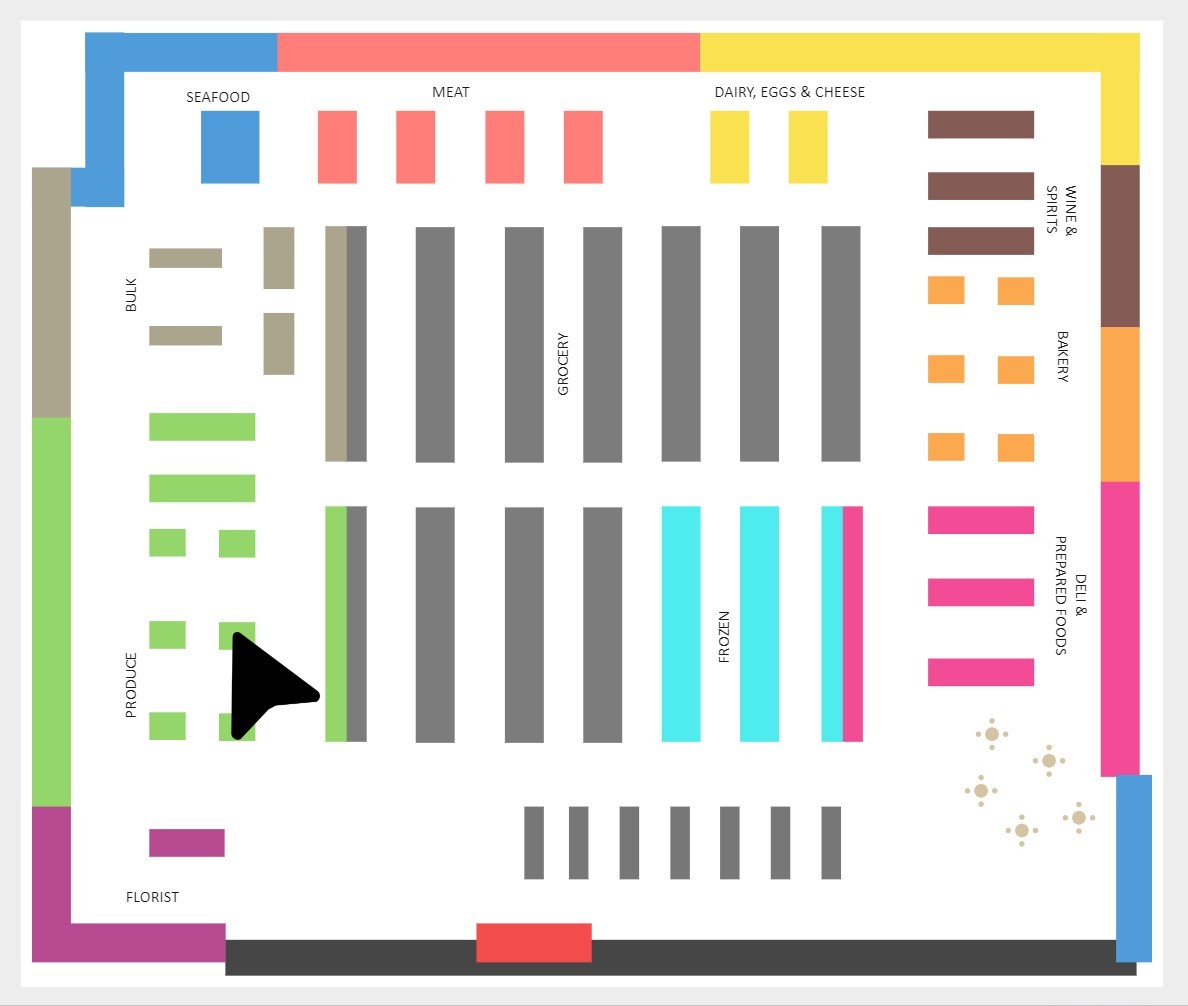 SEAFOOD
MEAT
DAIRY, EGGS & CHEESE
WINE &
SPIRITS
BULK
GROCERY
BAKERY
DELI &
PREPARED FOODS
FROZEN
PRODUCE
FLORIST